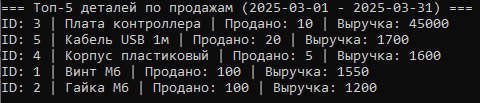 === Топ-5 деталей по продажам (2025-03-01 - 2025-03-31) ===
ID: 3 | Плата контроллера | Продано: 10 | Выручка: 45000
ID: 5 | Кабель USB 1м | Продано: 20 | Выручка: 1700
ID: 4 | Корпус пластиковый | Продано: 5 | Выручка: 1600
ID: 1 | Винт М6 | Продано: 100 | Выручка: 1550
ID: 2 | Гайка М6 | Продано: 100 | Выручка: 1200